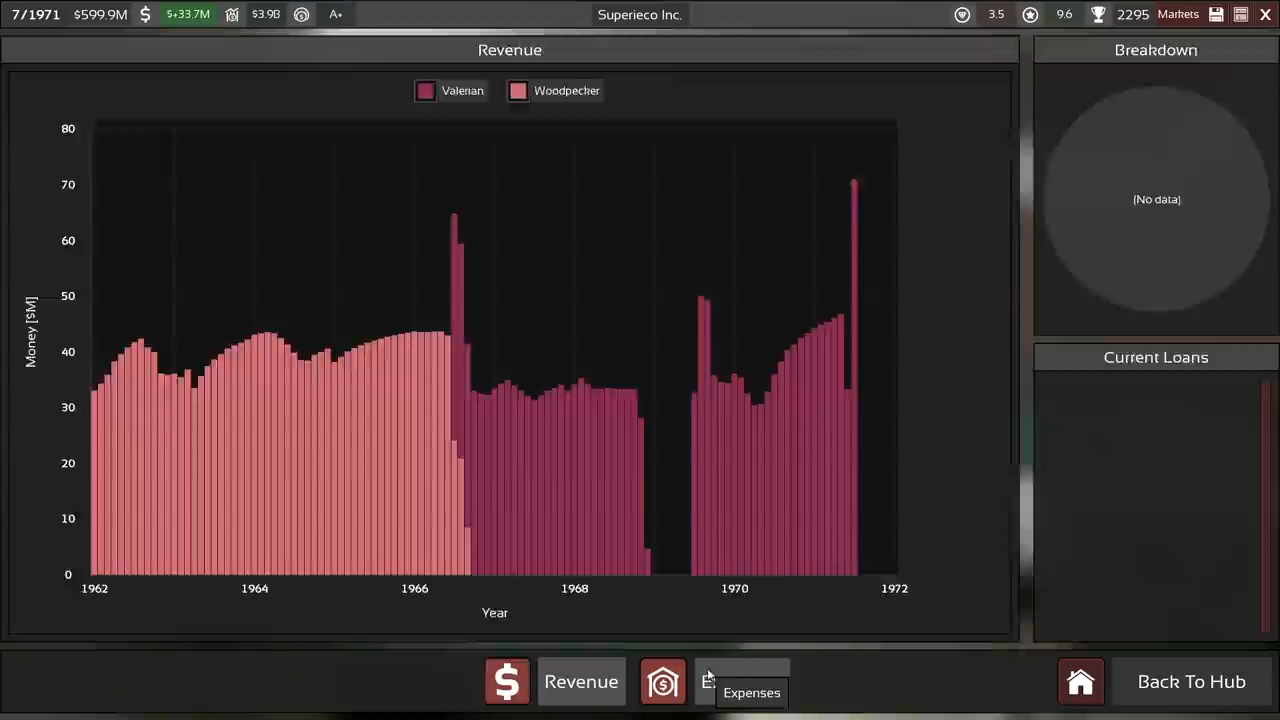 7/1971 $599.9M $+33.7M $3.9B A+ Superieco Inc. 3.5 9.6 2295 Markets
Revenue
Breakdown
Valerian Woodpecker
80
70
60
50
40
30
20
10
0
Money [$M]
1962 1964 1966 1968 1970 1972
Year
(No data)
Current Loans
$ Revenue
Expenses
Back To Hub